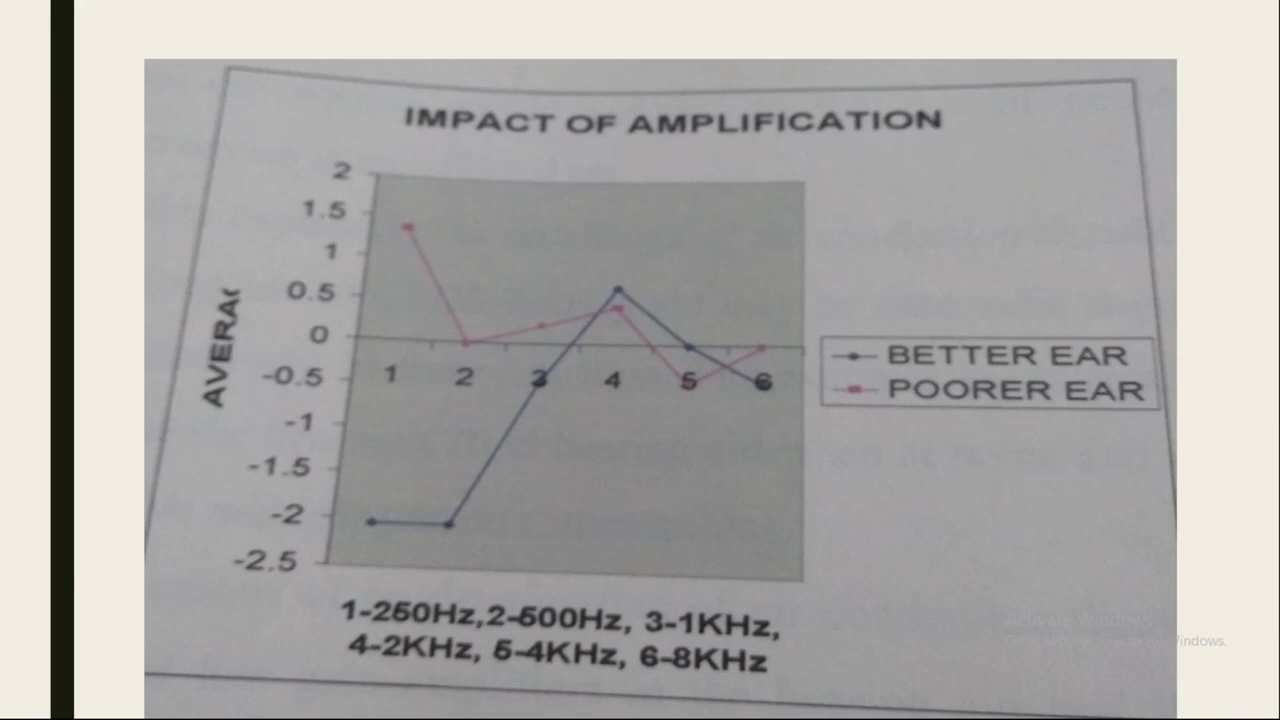 IMPACT OF AMPLIFICATION
2
1.5
1
0.5
0
-0.5
-1
-1.5
-2
-2.5
1 2 3 4 5 6
BETTER EAR
POORER EAR
1-250Hz,2-500Hz, 3-1KHz,
4-2KHz, 5-4KHz, 6-8KHz
Activate Windows